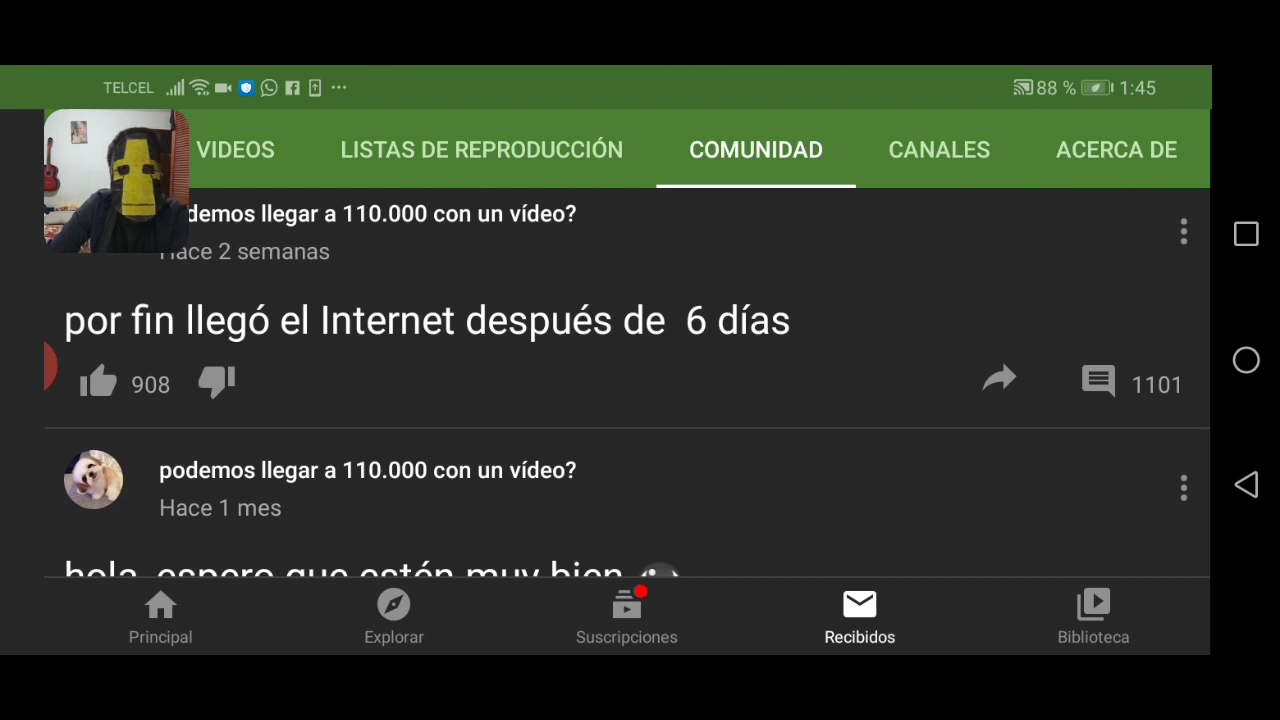 TELCEL 88 % 1:45
VIDEOS LISTAS DE REPRODUCCIÓN COMUNIDAD CANALES ACERCA DE
demos llegar a 110.000 con un vídeo?
Hace 2 semanas
por fin llegó el Internet después de 6 días
908 1101
podemos llegar a 110.000 con un vídeo?
Hace 1 mes
hola espero que estén muy bien
Principal Explorar Suscripciones Recibidos Biblioteca